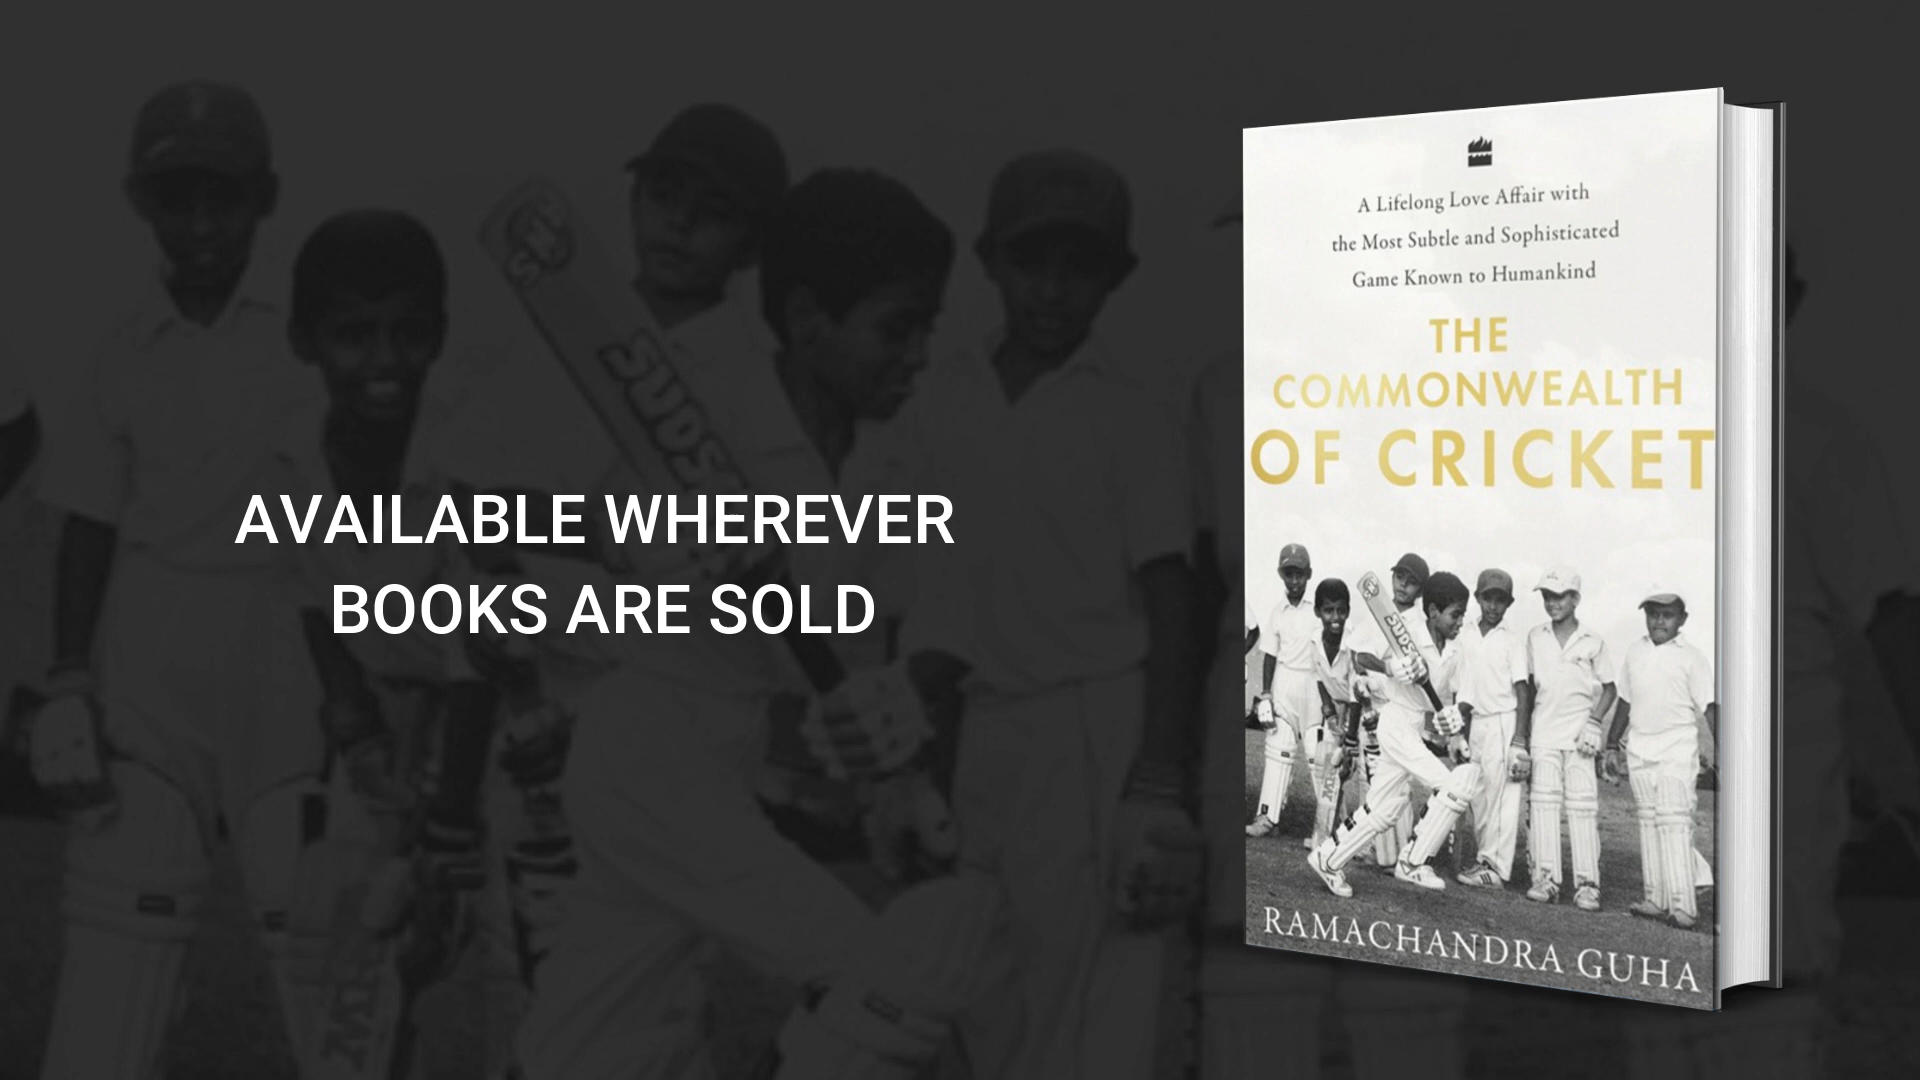 AVAILABLE WHEREVER
BOOKS ARE SOLD
A Lifelong Love Affair with
the Most Subtle and Sophisticated
Game Known to Humankind
THE
COMMONWEALTH
OF CRICKET
SUDS
RAMACHANDRA GUHA